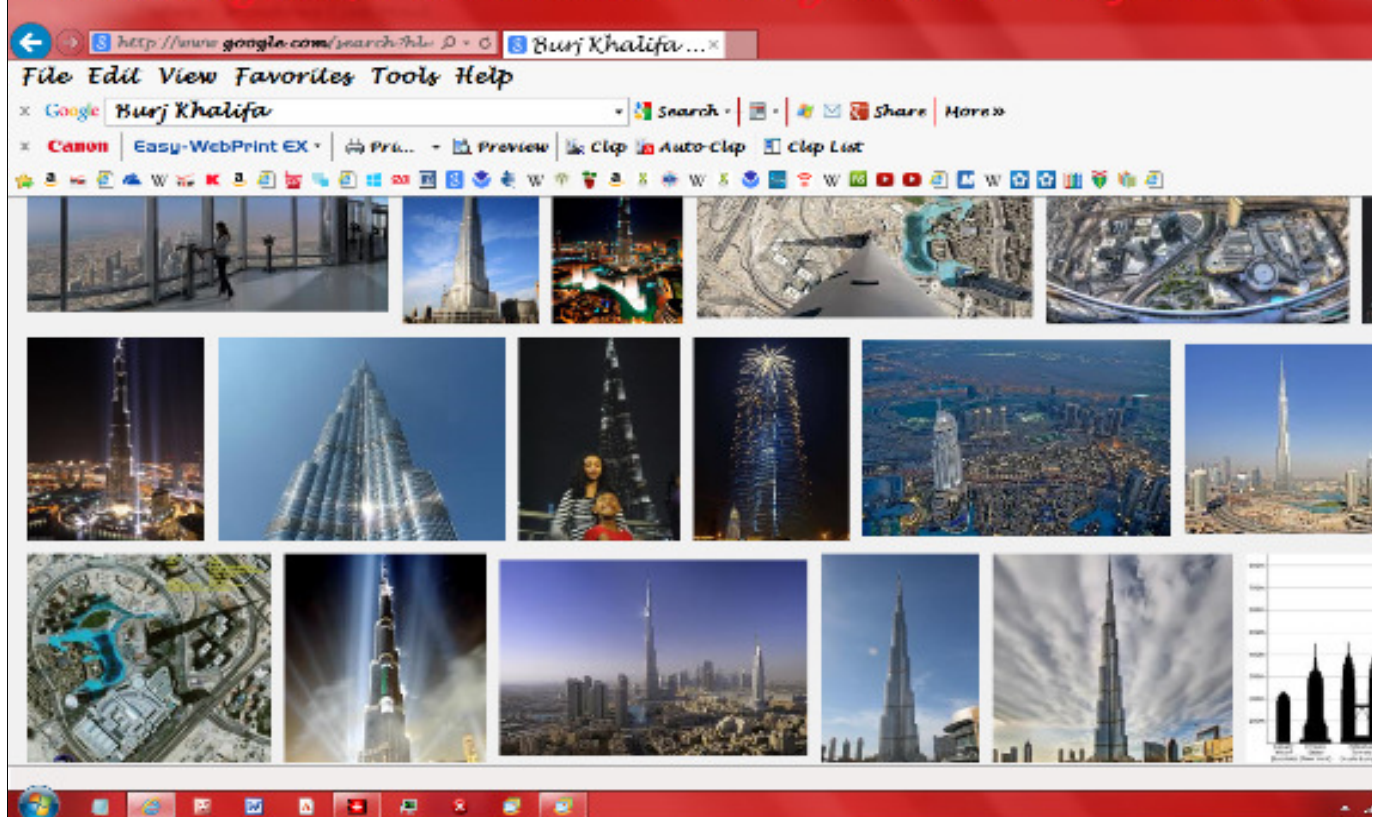 http://www.google.com/search?hl= Burj Khalifa ...
File Edit View Favorites Tools Help
Google Burj Khalifa Search Share More »
Canon Easy-WebPrint EX Pri... Preview Clip Auto-Clip Clip List